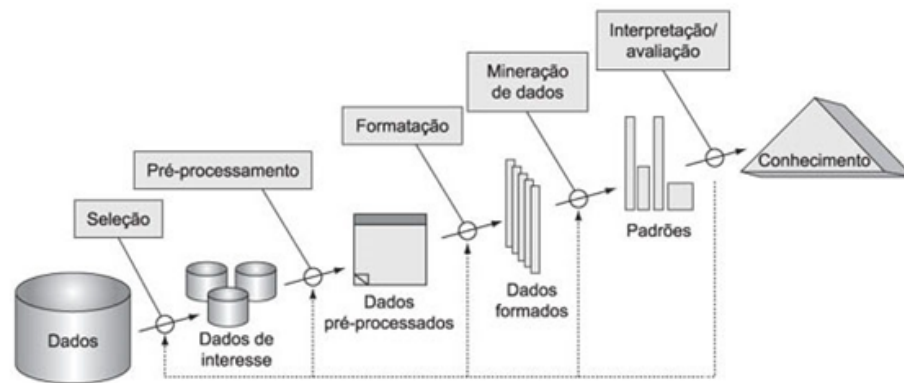 Interpretação/
avaliação
Mineração
de dados
Formatação
Conhecimento
Pré-processamento
Padrões
Seleção
Dados
formados
Dados
pré-processados
Dados de
interesse
Dados